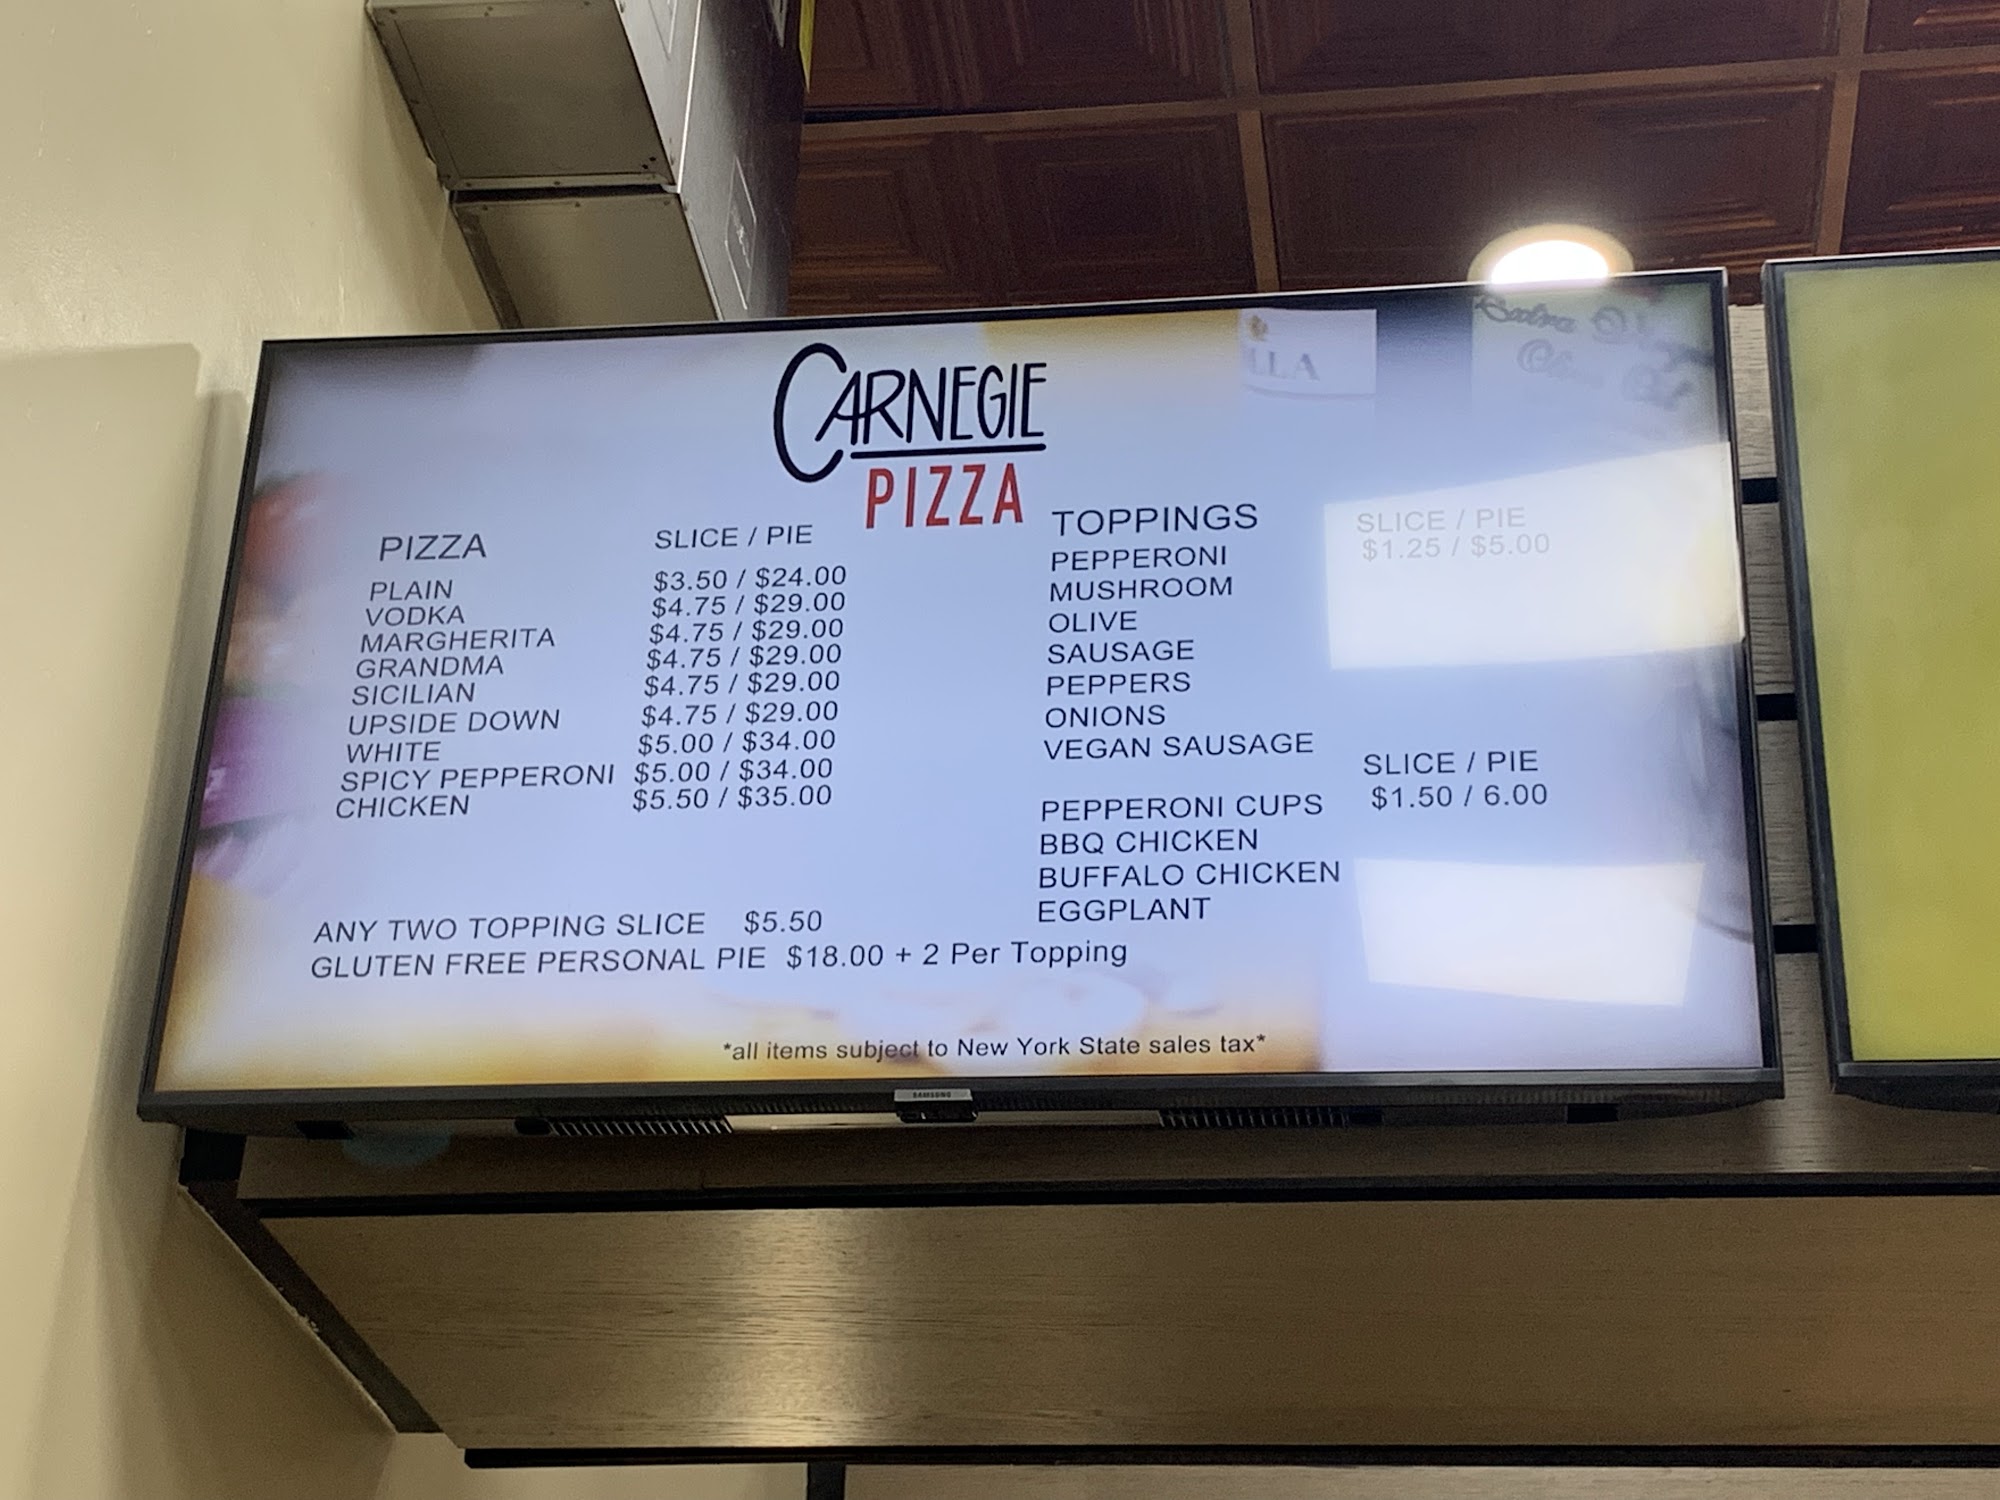 CARNEGIE
PIZZA
PIZZA SLICE / PIE
PLAIN $3.50 / $24.00
VODKA $4.75 / $29.00
MARGHERITA $4.75 / $29.00
GRANDMA $4.75 / $29.00
SICILIAN $4.75 / $29.00
UPSIDE DOWN $4.75 / $29.00
WHITE $5.00 / $34.00
SPICY PEPPERONI $5.00 / $34.00
CHICKEN $5.50 / $35.00
ANY TWO TOPPING SLICE $5.50
GLUTEN FREE PERSONAL PIE $18.00 + 2 Per Topping
TOPPINGS SLICE / PIE
PEPPERONI $1.25 / $5.00
MUSHROOM
OLIVE
SAUSAGE
PEPPERS
ONIONS
VEGAN SAUSAGE
SLICE / PIE
PEPPERONI CUPS $1.50 / 6.00
BBQ CHICKEN
BUFFALO CHICKEN
EGGPLANT
*all items subject to New York State sales tax*
SAMSUNG